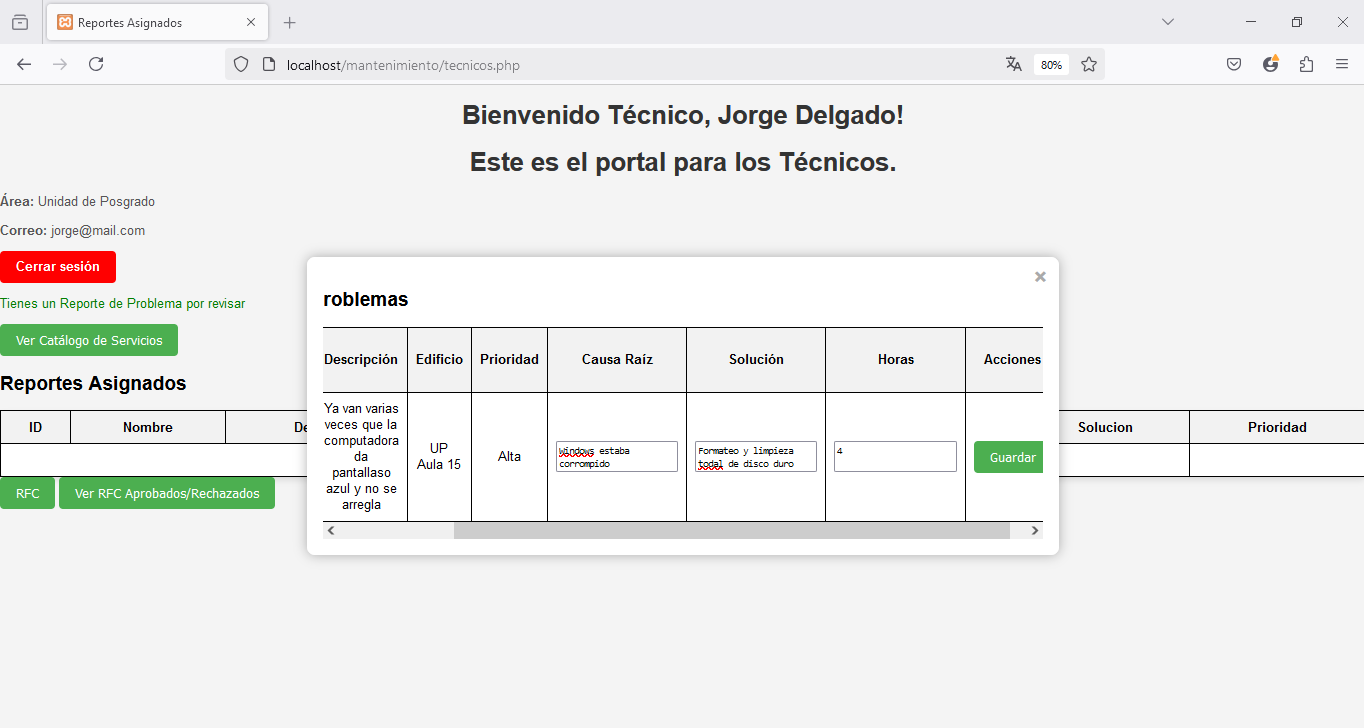 Reportes Asignados
localhost/mantenimiento/tecnicos.php
80%
Bienvenido Técnico, Jorge Delgado!
Este es el portal para los Técnicos.
Área: Unidad de Posgrado
Correo: jorge@mail.com
Cerrar sesión
Tienes un Reporte de Problema por revisar
Ver Catálogo de Servicios
Reportes Asignados
ID Nombre De Solucion Prioridad
RFC Ver RFC Aprobados/Rechazados
×
roblemas
Descripción Edificio Prioridad Causa Raíz Solución Horas Acciones
Ya van varias
veces que la
computadora
da
pantallaso
azul y no se
arregla
UP
Aula 15
Alta
Windows estaba
corrompido
Formateo y limpieza
todal de disco duro
4
Guardar